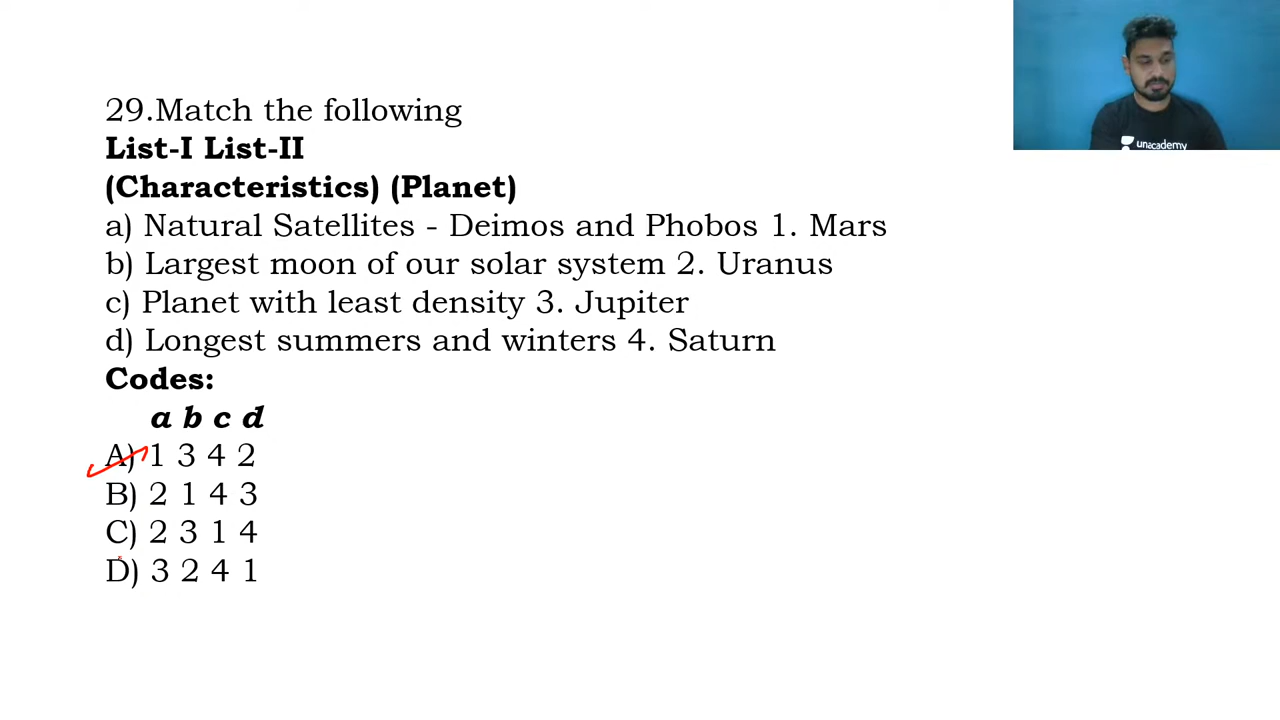 29.Match the following
unacademy
List-I List-II
(Characteristics) (Planet)
a) Natural Satellites - Deimos and Phobos 1. Mars
b) Largest moon of our solar system 2. Uranus
c) Planet with least density 3. Jupiter
d) Longest summers and winters 4. Saturn
Codes:
a b c d
A) 1 3 4 2
B) 2 1 4 3
C) 2 3 1 4
D) 3 2 4 1